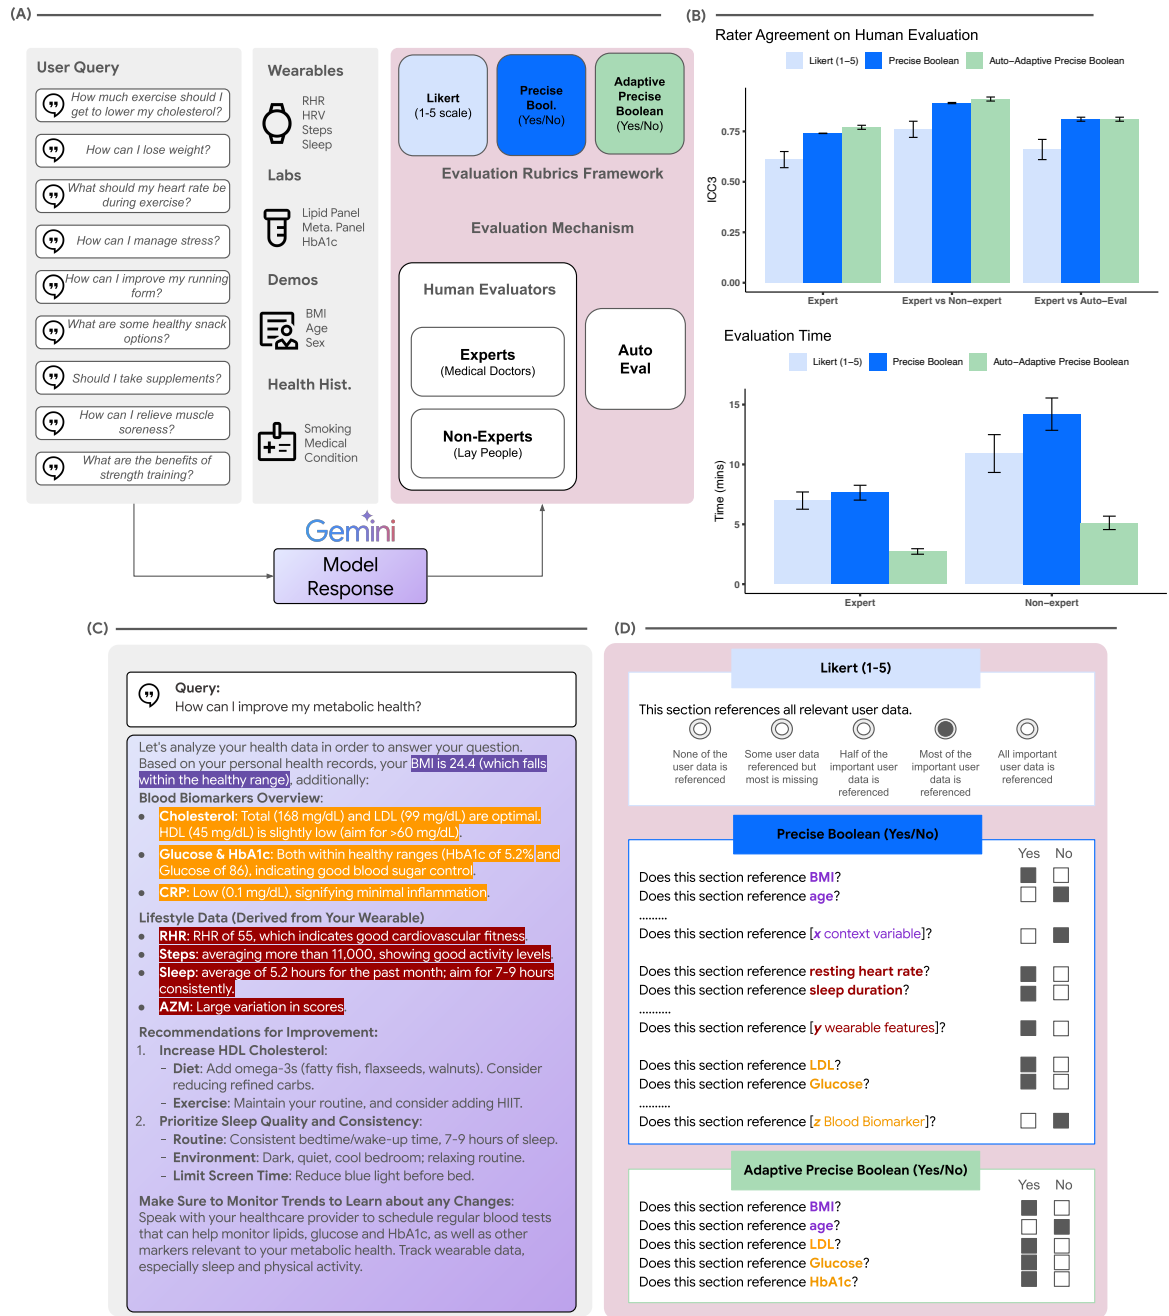 (A)
User Query
How much exercise should I
get to lower my cholesterol?
How can I lose weight?
What should my heart rate be
during exercise?
How can I manage stress?
How can I improve my running
form?
What are some healthy snack
options?
Should I take supplements?
How can I relieve muscle
soreness?
What are the benefits of
strength training?
Wearables
RHR
HRV
Steps
Sleep
Labs
Lipid Panel
Meta. Panel
HbA1c
Demos
BMI
Age
Sex
Health Hist.
Smoking
Medical
Condition
Likert
(1-5 scale)
Precise
Bool.
(Yes/No)
Adaptive
Precise
Boolean
(Yes/No)
Evaluation Rubrics Framework
Evaluation Mechanism
Human Evaluators
Experts
(Medical Doctors)
Non-Experts
(Lay People)
Auto
Eval
Gemini
Model
Response
(B)
Rater Agreement on Human Evaluation
Likert (1–5) Precise Boolean Auto–Adaptive Precise Boolean
ICC3
0.75
0.50
0.25
0.00
Expert Expert vs Non–expert Expert vs Auto–Eval
Evaluation Time
Likert (1–5) Precise Boolean Auto–Adaptive Precise Boolean
Time (mins)
15
10
5
0
Expert Non–expert
(C)
Query:
How can I improve my metabolic health?
Let's analyze your health data in order to answer your question.
Based on your personal health records, your BMI is 24.4 (which falls
within the healthy range), additionally:
Blood Biomarkers Overview:
● Cholesterol: Total (168 mg/dL) and LDL (99 mg/dL) are optimal.
HDL (45 mg/dL) is slightly low (aim for >60 mg/dL).
● Glucose & HbA1c: Both within healthy ranges (HbA1c of 5.2% and
Glucose of 86), indicating good blood sugar control.
● CRP: Low (0.1 mg/dL), signifying minimal inflammation.
Lifestyle Data (Derived from Your Wearable)
● RHR: RHR of 55, which indicates good cardiovascular fitness.
● Steps: averaging more than 11,000, showing good activity levels.
● Sleep: average of 5.2 hours for the past month; aim for 7-9 hours
consistently.
● AZM: Large variation in scores.
Recommendations for Improvement:
1. Increase HDL Cholesterol:
– Diet: Add omega-3s (fatty fish, flaxseeds, walnuts). Consider
reducing refined carbs.
– Exercise: Maintain your routine, and consider adding HIIT.
2. Prioritize Sleep Quality and Consistency:
– Routine: Consistent bedtime/wake-up time, 7-9 hours of sleep.
– Environment: Dark, quiet, cool bedroom; relaxing routine.
– Limit Screen Time: Reduce blue light before bed.
Make Sure to Monitor Trends to Learn about any Changes:
Speak with your healthcare provider to schedule regular blood tests
that can help monitor lipids, glucose and HbA1c, as well as other
markers relevant to your metabolic health. Track wearable data,
especially sleep and physical activity.
(D)
Likert (1-5)
This section references all relevant user data.
None of the
user data is
referenced
Some user data
referenced but
most is missing
Half of the
important user
data is
referenced
Most of the
important user
data is
referenced
All important
user data is
referenced
Precise Boolean (Yes/No)
Yes No
Does this section reference BMI?
Does this section reference age?
.........
Does this section reference [x context variable]?
Does this section reference resting heart rate?
Does this section reference sleep duration?
..........
Does this section reference [y wearable features]?
Does this section reference LDL?
Does this section reference Glucose?
..........
Does this section reference [z Blood Biomarker]?
Adaptive Precise Boolean (Yes/No)
Yes No
Does this section reference BMI?
Does this section reference age?
Does this section reference LDL?
Does this section reference Glucose?
Does this section reference HbA1c?